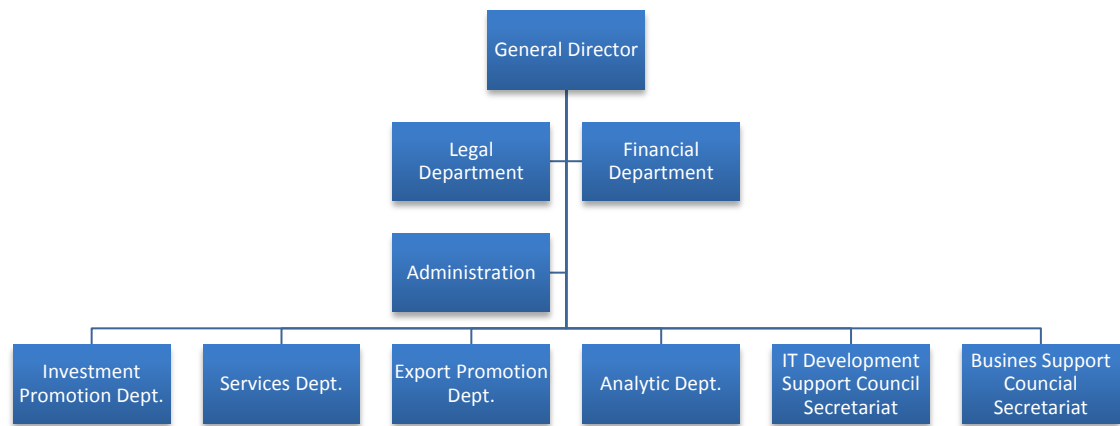 General Director
Legal
Department
Financial
Department
Administration
Investment
Promotion Dept.
Services Dept.
Export Promotion
Dept.
Analytic Dept.
IT Development
Support Council
Secretariat
Busines Support
Councial
Secretariat